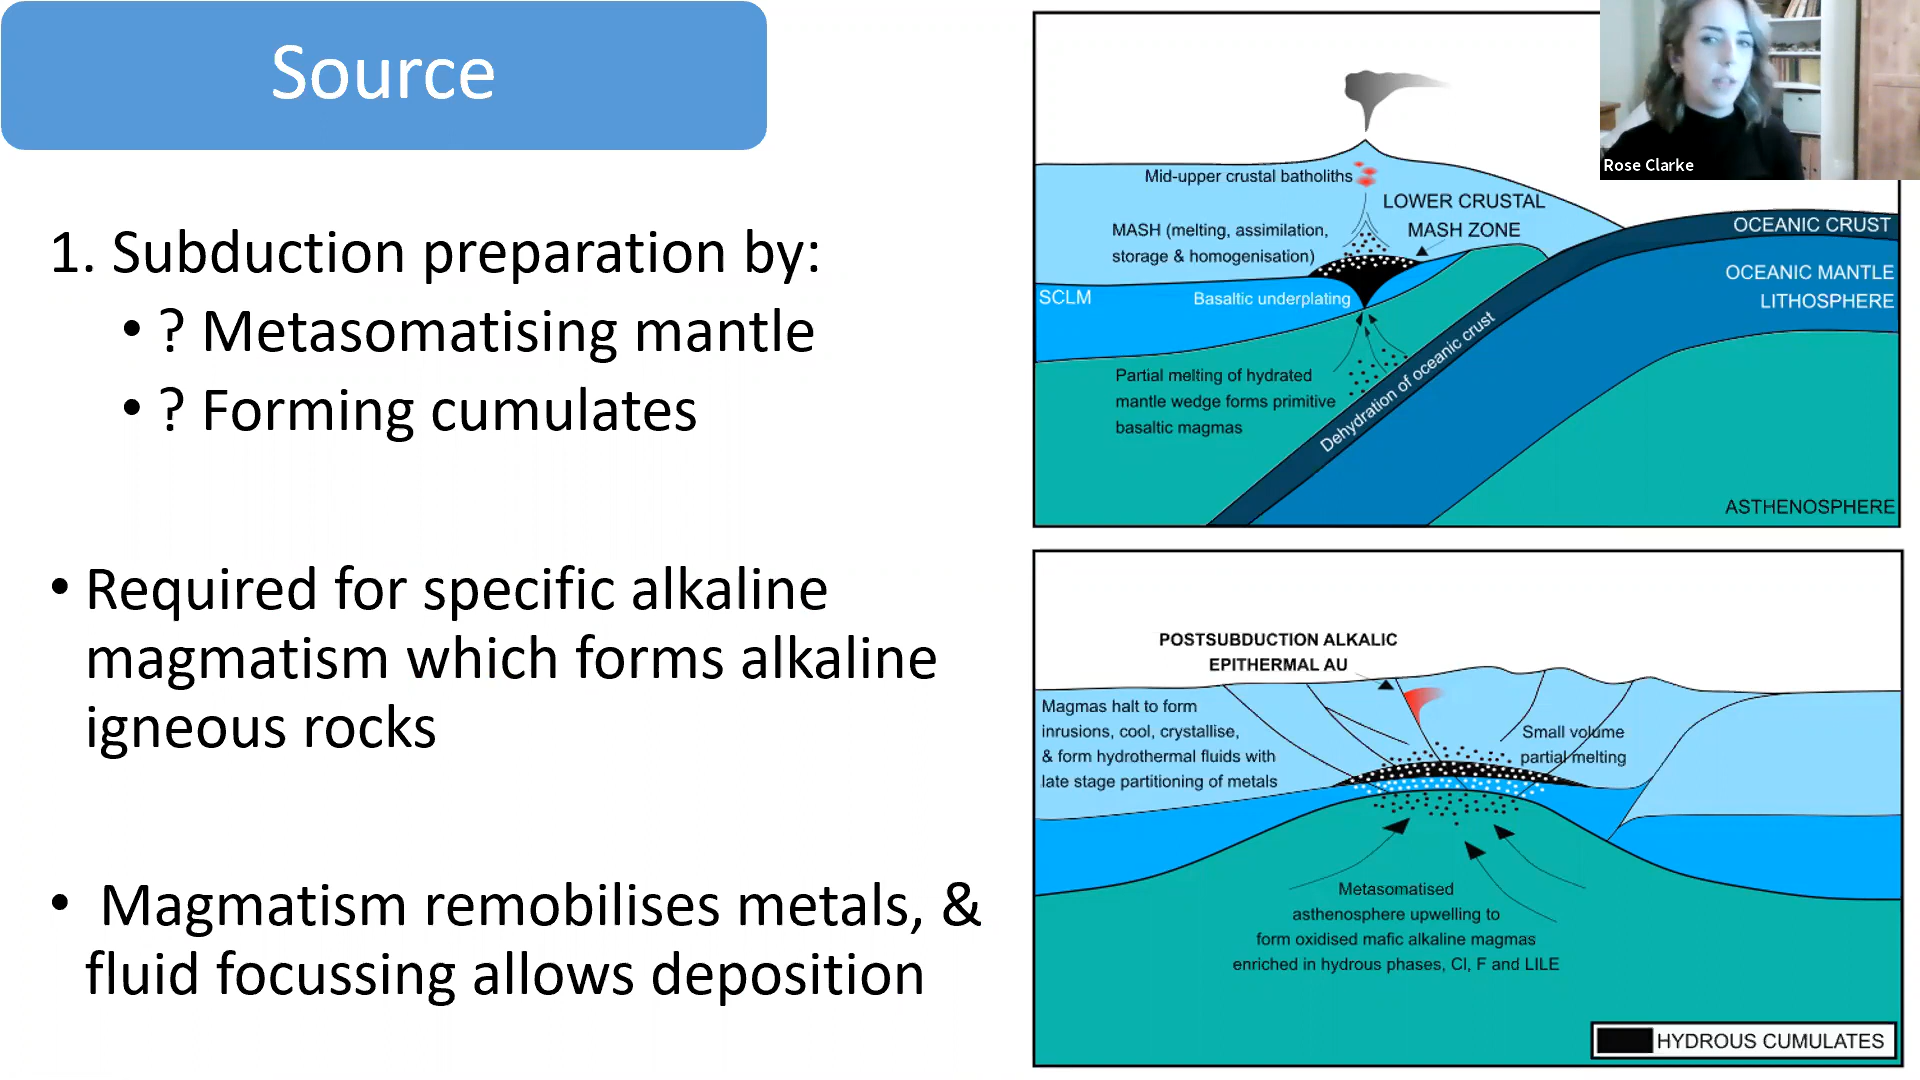 Source
1. Subduction preparation by:
• ? Metasomatising mantle
• ? Forming cumulates
• Required for specific alkaline
magmatism which forms alkaline
igneous rocks
• Magmatism remobilises metals, &
fluid focussing allows deposition
Rose Clarke
Mid-upper crustal batholiths
LOWER CRUSTAL
MASH ZONE
MASH (melting, assimilation,
storage & homogenisation)
SCLM
Basaltic underplating
OCEANIC CRUST
OCEANIC MANTLE
LITHOSPHERE
Dehydration of oceanic crust
Partial melting of hydrated
mantle wedge forms primitive
basaltic magmas
ASTHENOSPHERE
POSTSUBDUCTION ALKALIC
EPITHERMAL AU
Magmas halt to form
inrusions, cool, crystallise,
& form hydrothermal fluids with
late stage partitioning of metals
Small volume
partial melting
Metasomatised
asthenosphere upwelling to
form oxidised mafic alkaline magmas
enriched in hydrous phases, Cl, F and LILE
HYDROUS CUMULATES